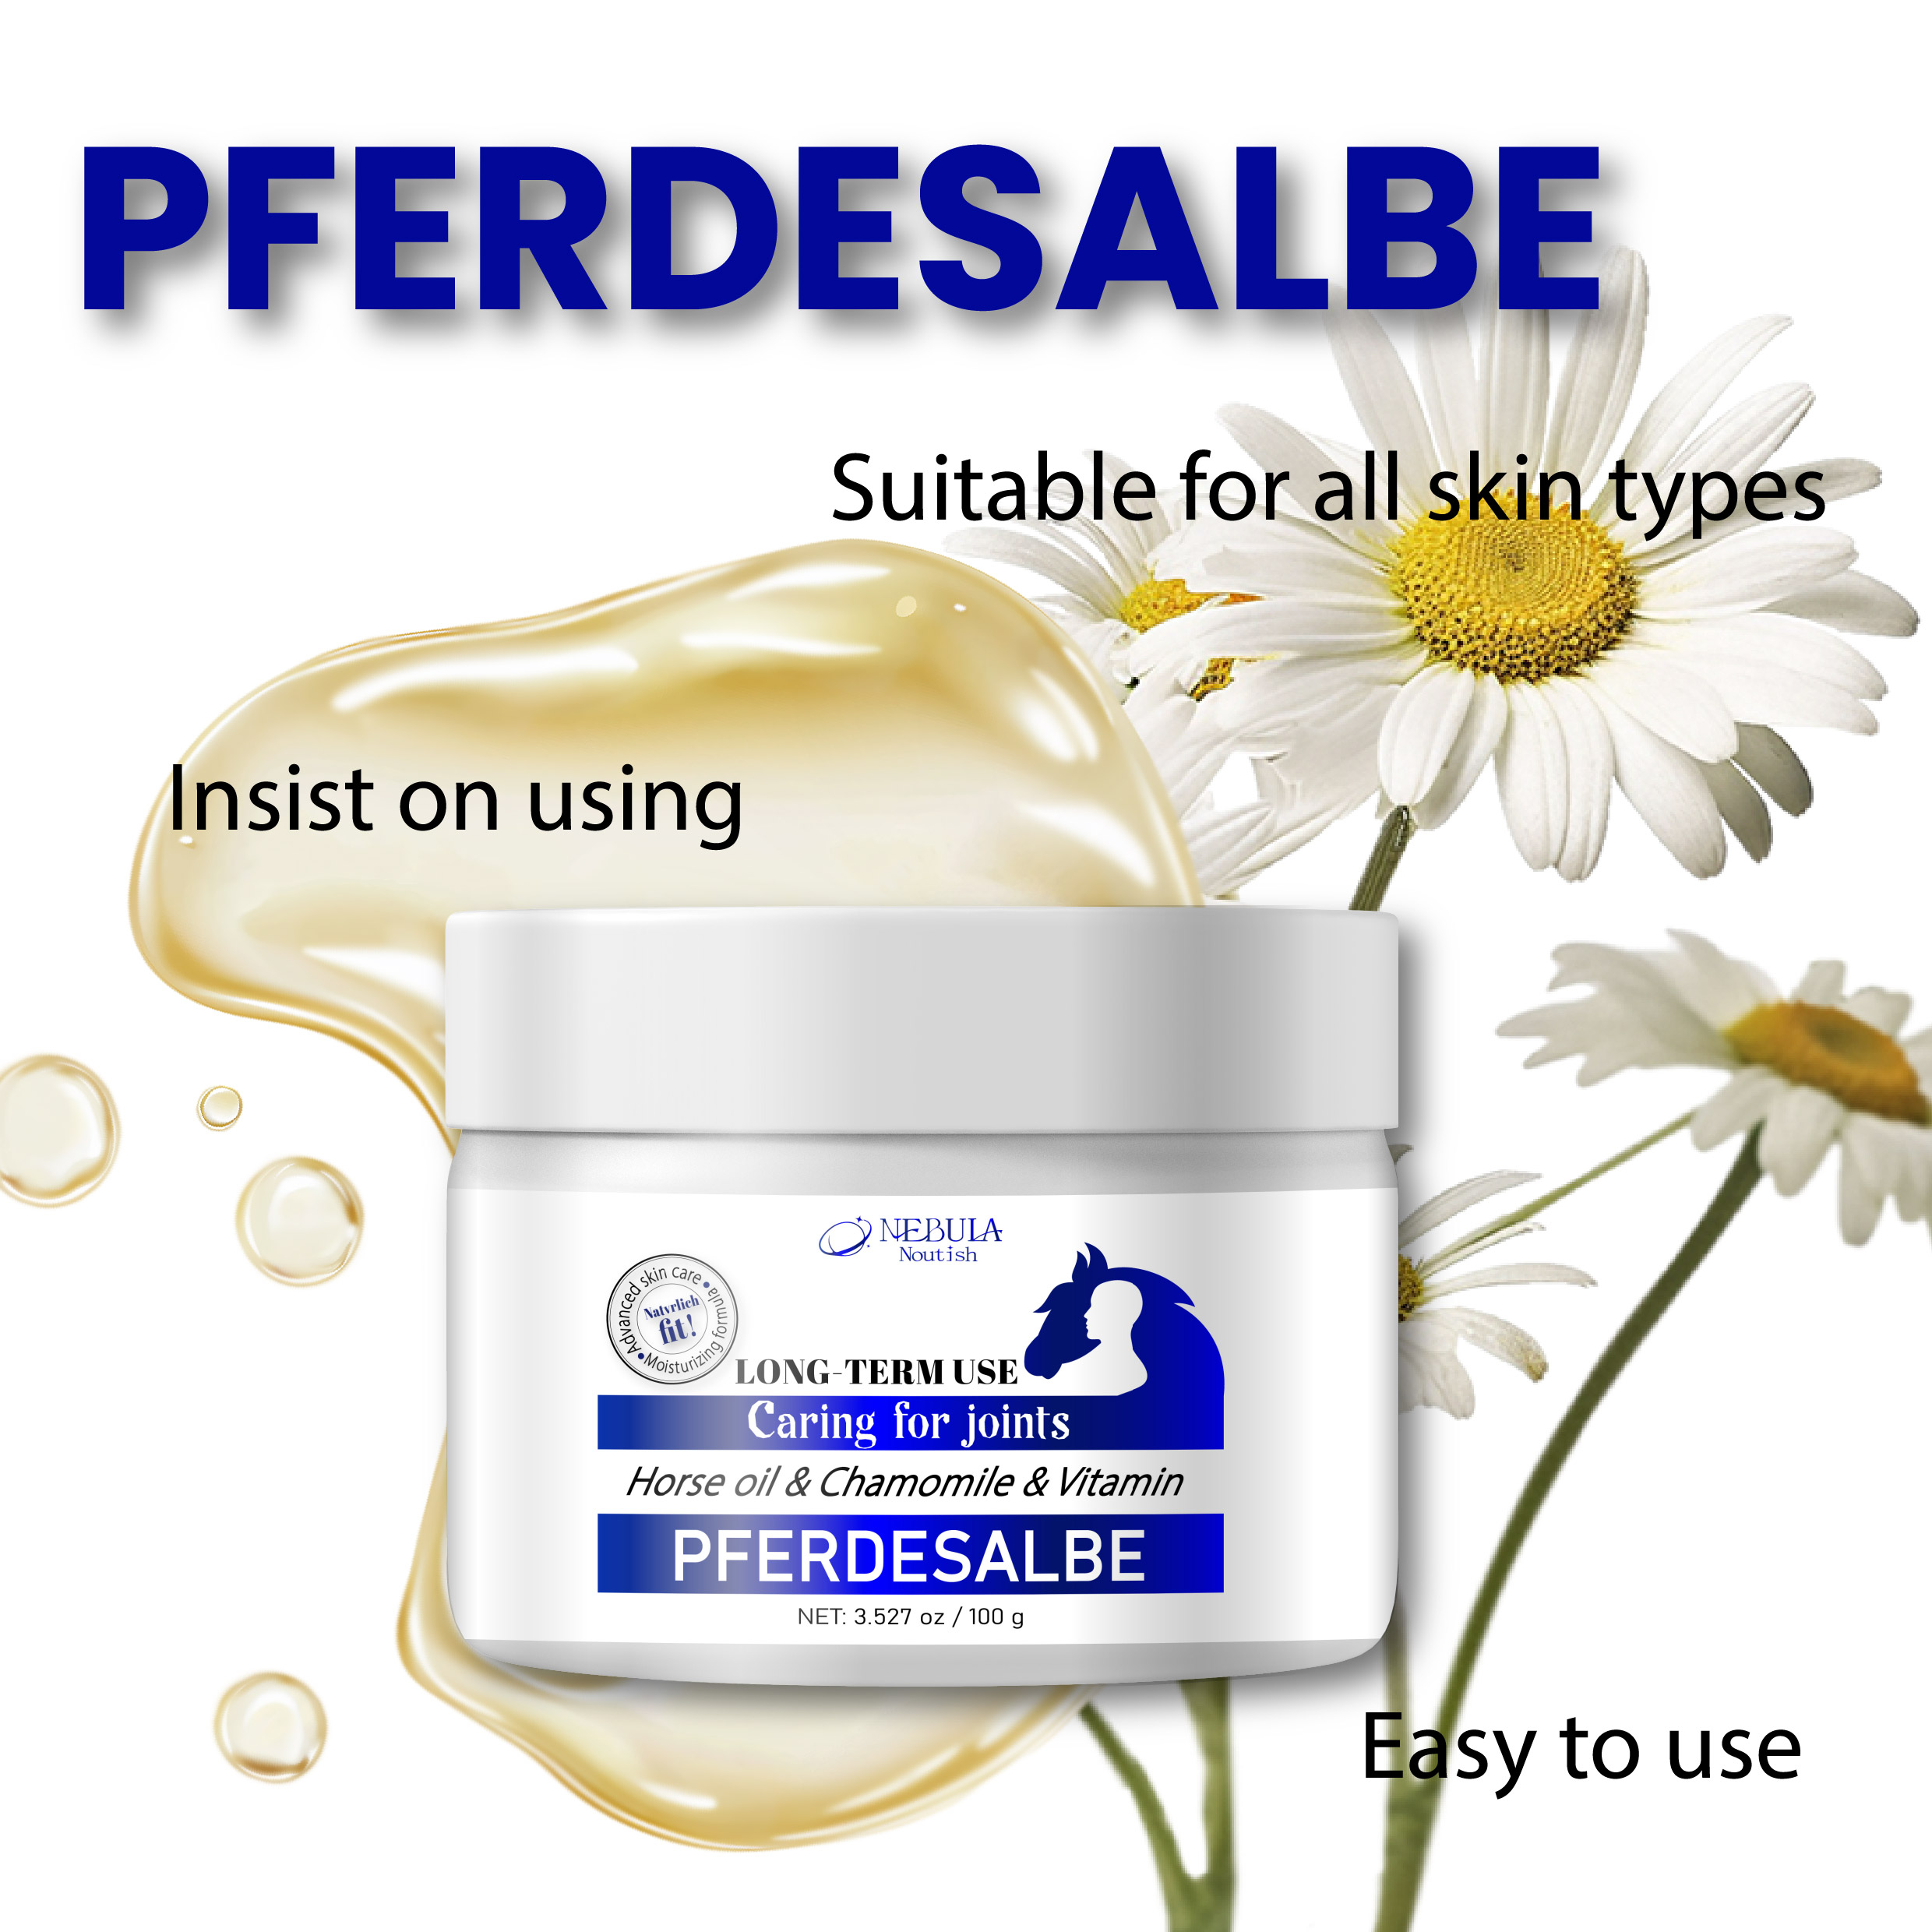 PFERDESALBE
Suitable for all skin types
Insist on using
NEBULA
Noutish
Advanced skin care • Moisturizing formula •
Natvrlich
fit!
LONG-TERM USE
Caring for joints
Horse oil & Chamomile & Vitamin
PFERDESALBE
NET: 3.527 oz / 100 g
Easy to use